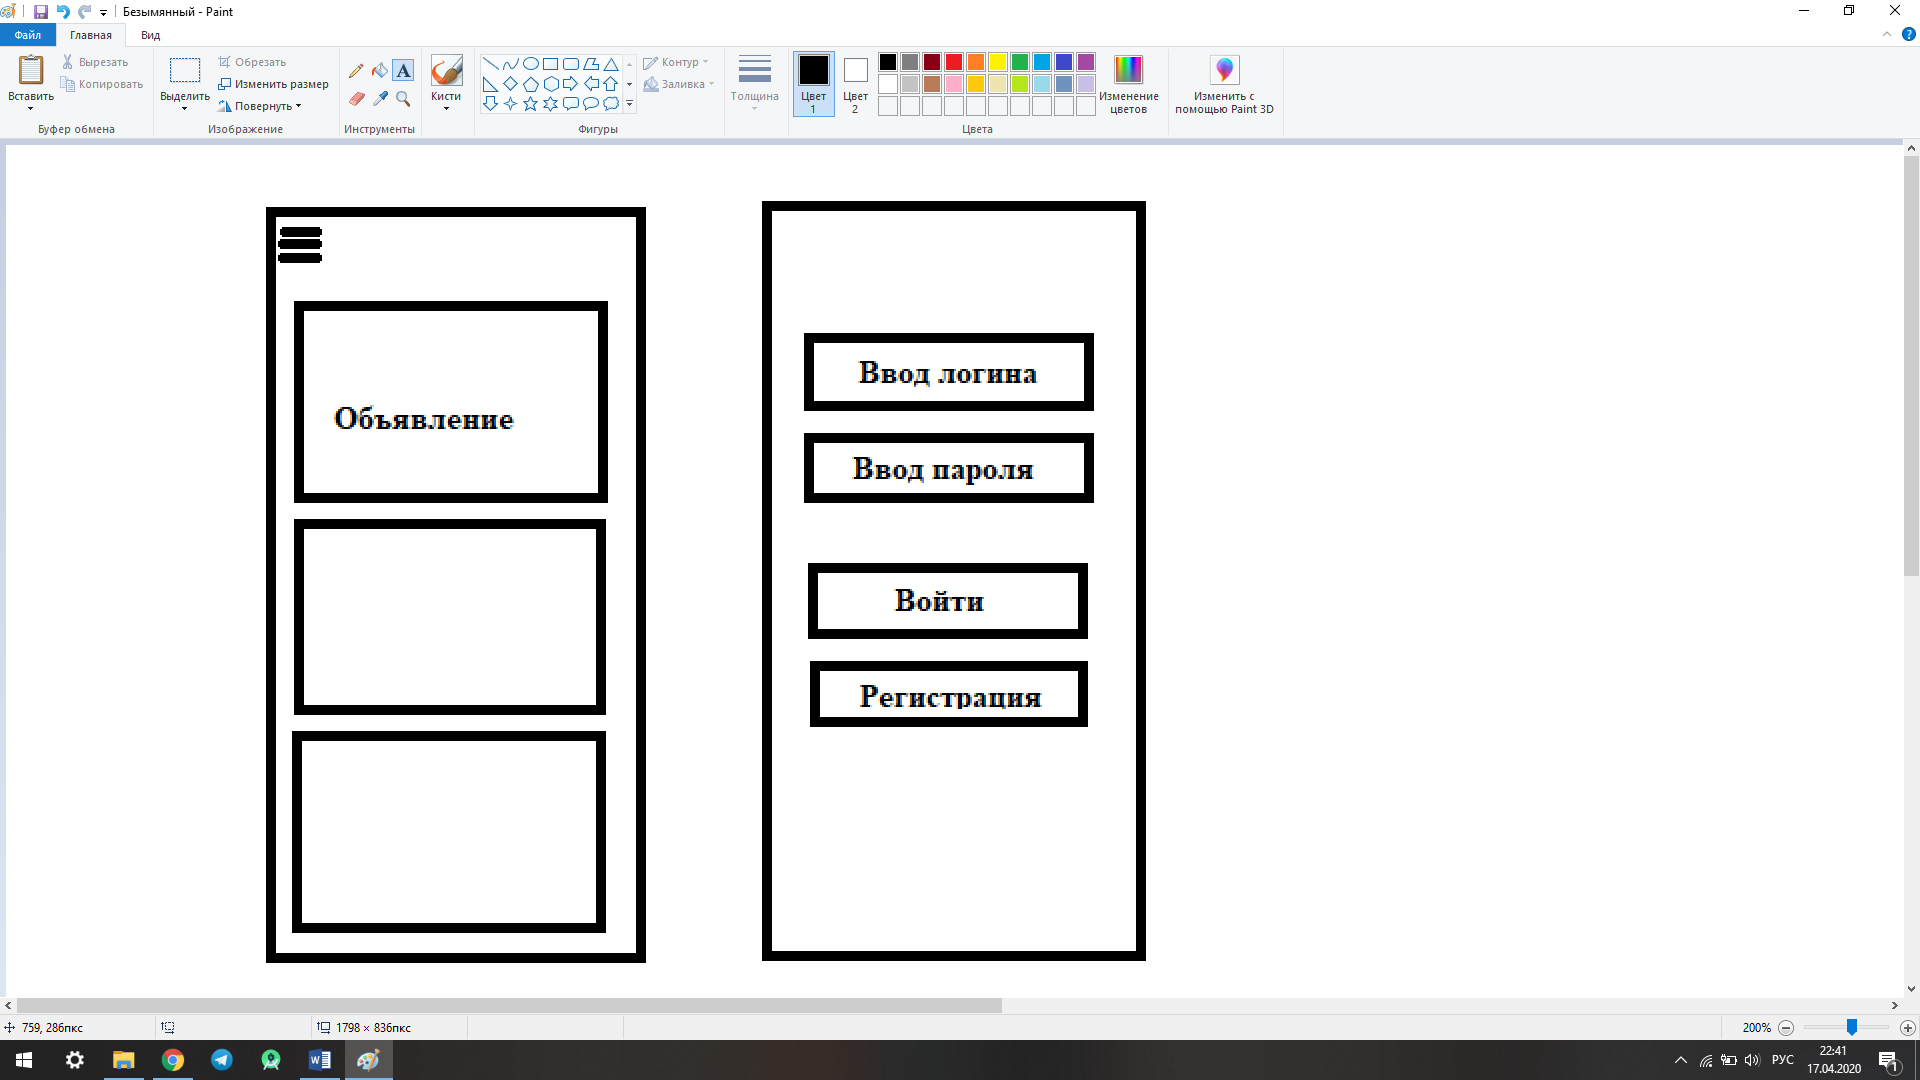 Безымянный - Paint
Файл
Главная
Вид
Вставить
Вырезать
Копировать
Буфер обмена
Выделить
Обрезать
Изменить размер
Повернуть
Изображение
A
Инструменты
Кисти
Фигуры
Контур
Заливка
Толщина
Цвет
1
Цвет
2
Цвета
Изменение
цветов
Изменить с
помощью Paint 3D
Объявление
Ввод логина
Ввод пароля
Войти
Регистрация
759, 286пкс
1798 × 836пкс
200%
РУС
22:41
17.04.2020
1